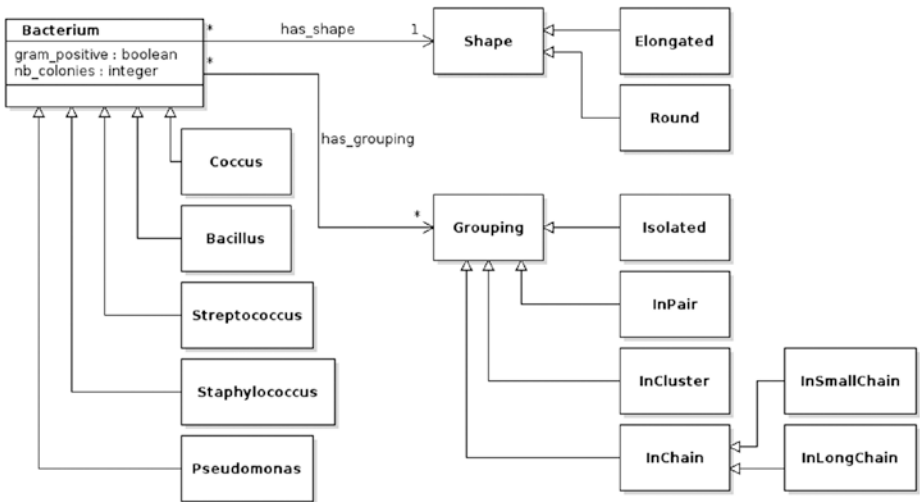 Bacterium
gram_positive : boolean
nb_colonies : integer
*
has_shape
1
*
Shape
Elongated
Round
has_grouping
*
Coccus
Bacillus
Streptococcus
Staphylococcus
Pseudomonas
Grouping
Isolated
InPair
InCluster
InChain
InSmallChain
InLongChain